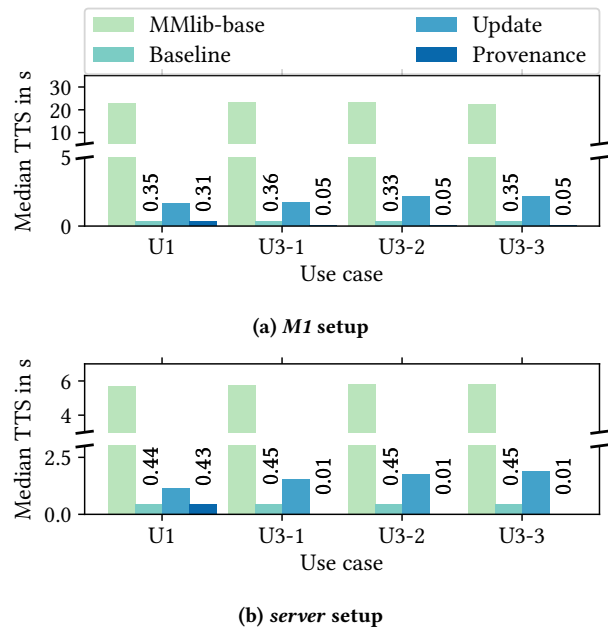 MMlib-base Update
Baseline Provenance
Median TTS in s
30
20
10
5
0
0.35 0.31 0.36 0.05 0.33 0.05 0.35 0.05
U1 U3-1 U3-2 U3-3
Use case
(a) M1 setup
Median TTS in s
6
4
2.5
0.0
0.44 0.43 0.45 0.01 0.45 0.01 0.45 0.01
U1 U3-1 U3-2 U3-3
Use case
(b) server setup